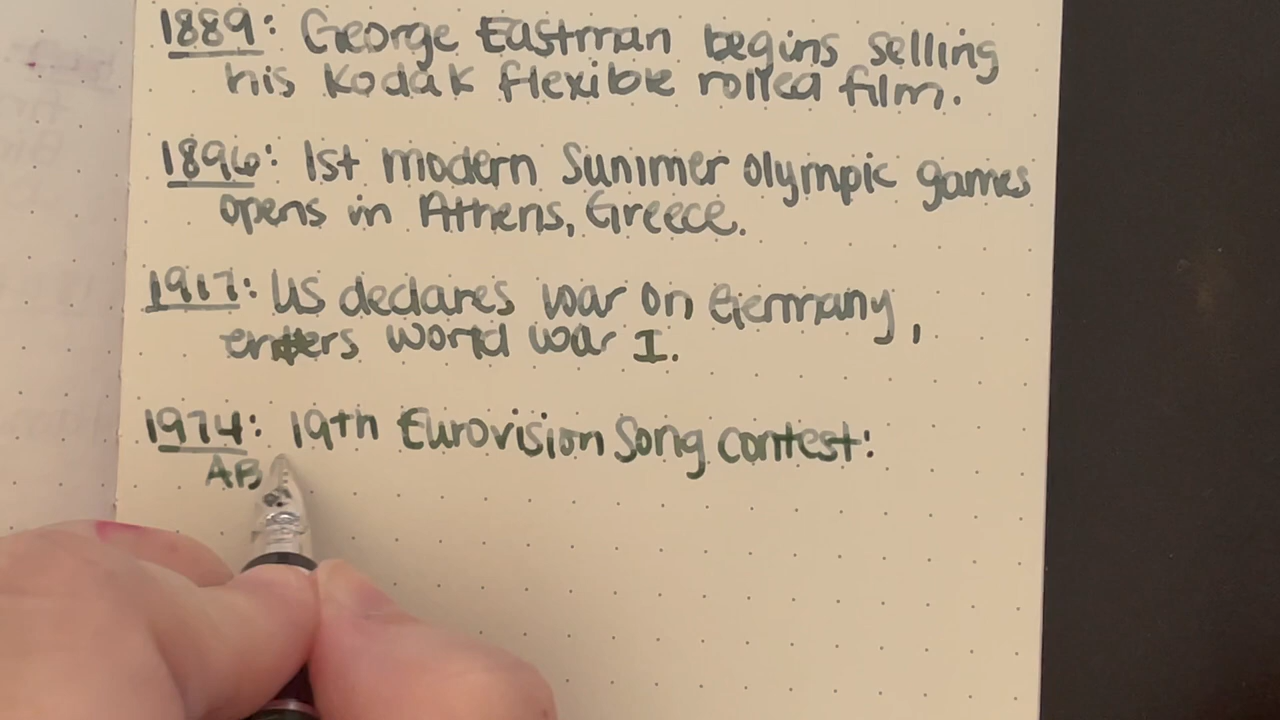 1889: George Eastman begins selling
his Kodak flexible rolled film.
1896: 1st modern Summer Olympic games
opens in Athens, Greece.
1917: US declares war on Germany,
enters World War I.
1974: 19th Eurovision Song contest:
AB